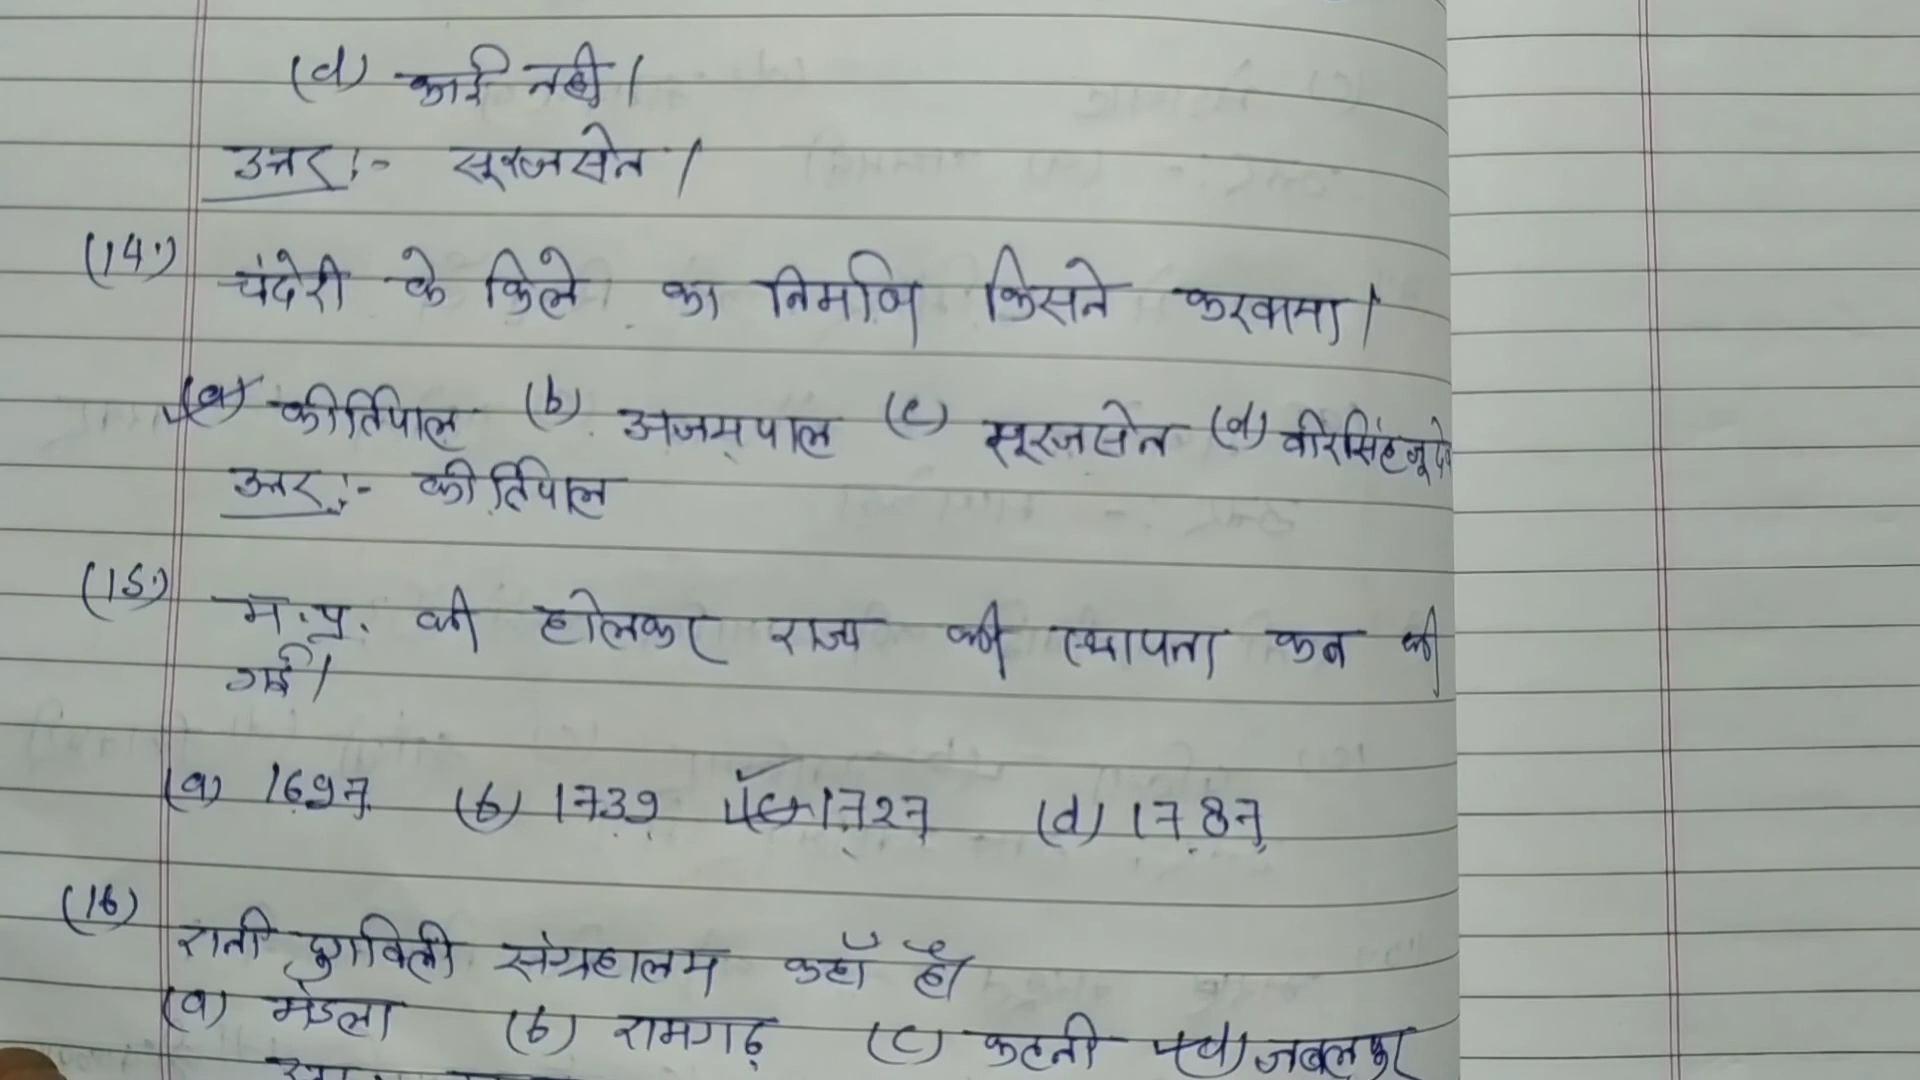 (d) काई नही।
उत्तर :- सूरजसेन।
(14.) चंदेरी के किले का निर्माण किसने करवाया।
(a) कीर्तिपाल (b) अजयपाल (c) सूरजसेन (d) वीरसिंह जू देव
उत्तर :- कीर्तिपाल
(15.) म.प्र. की होलकर राज्य की स्थापना कब की
गई।
(a) 1697 (b) 1739 (c) 1727 (d) 1787
(16) रानी दुर्गावती संग्रहालय कहाँ है।
(a) मंडला (b) रामगढ़ (c) कटनी (d) जबलपुर